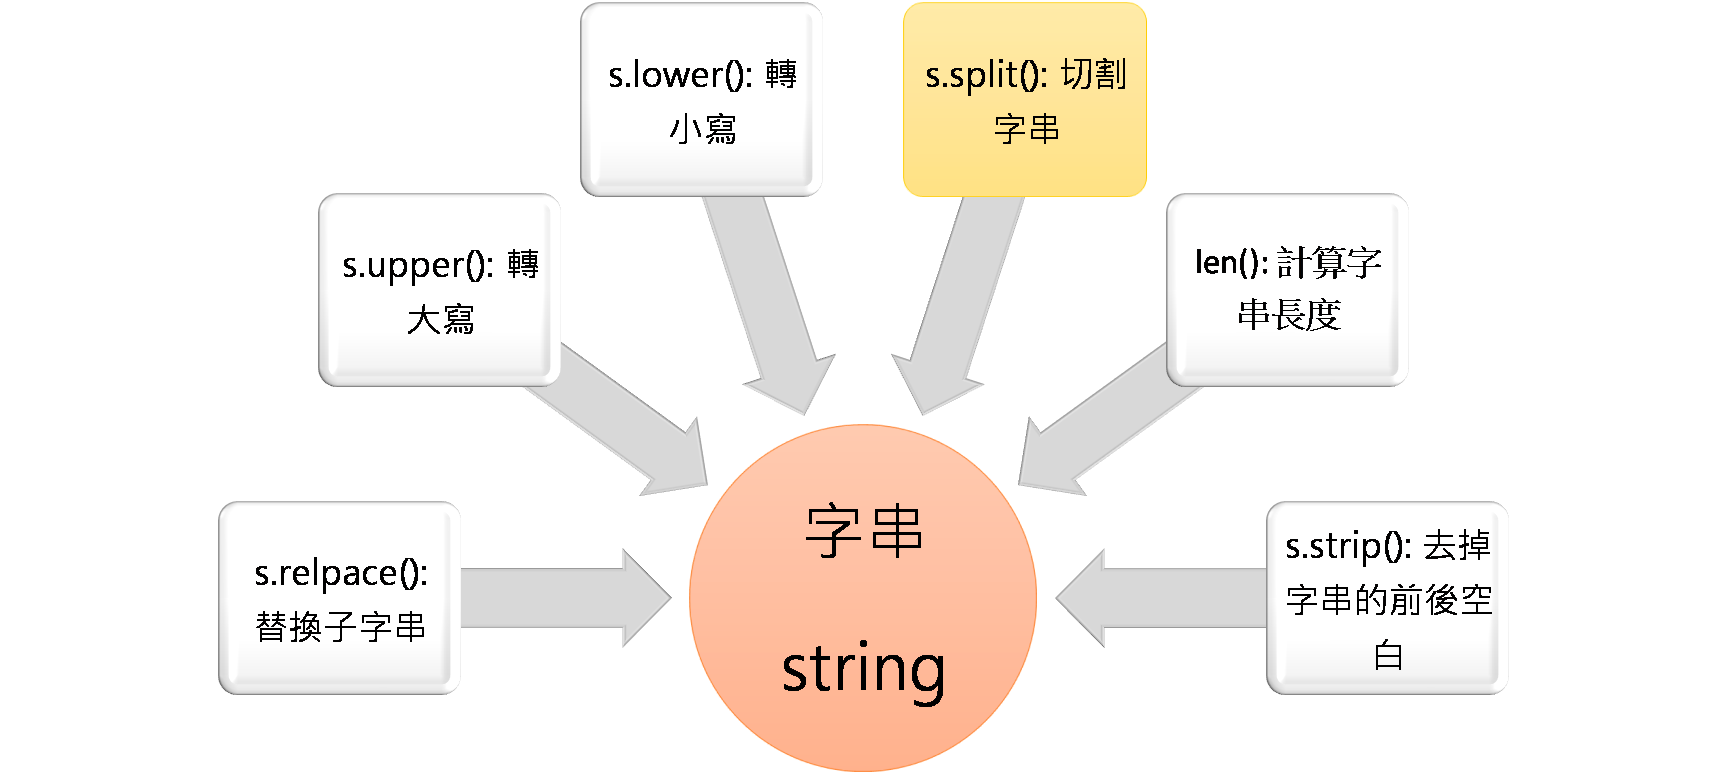 s.lower(): 轉
小寫
s.split(): 切割
字串
s.upper(): 轉
大寫
len(): 計算字
串長度
s.relpace():
替換子字串
s.strip(): 去掉
字串的前後空
白
字串
string